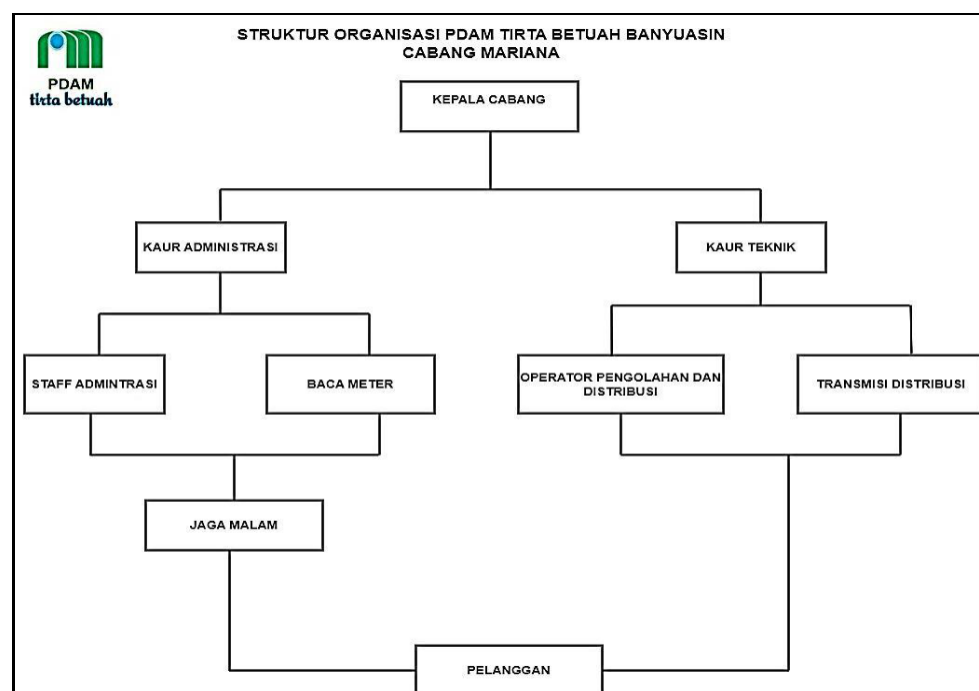 STRUKTUR ORGANISASI PDAM TIRTA BETUAH BANYUASIN
CABANG MARIANA
PDAM
tirta betuah
KEPALA CABANG
KAUR ADMINISTRASI
KAUR TEKNIK
STAFF ADMINTRASI
BACA METER
OPERATOR PENGOLAHAN DAN
DISTRIBUSI
TRANSMISI DISTRIBUSI
JAGA MALAM
PELANGGAN